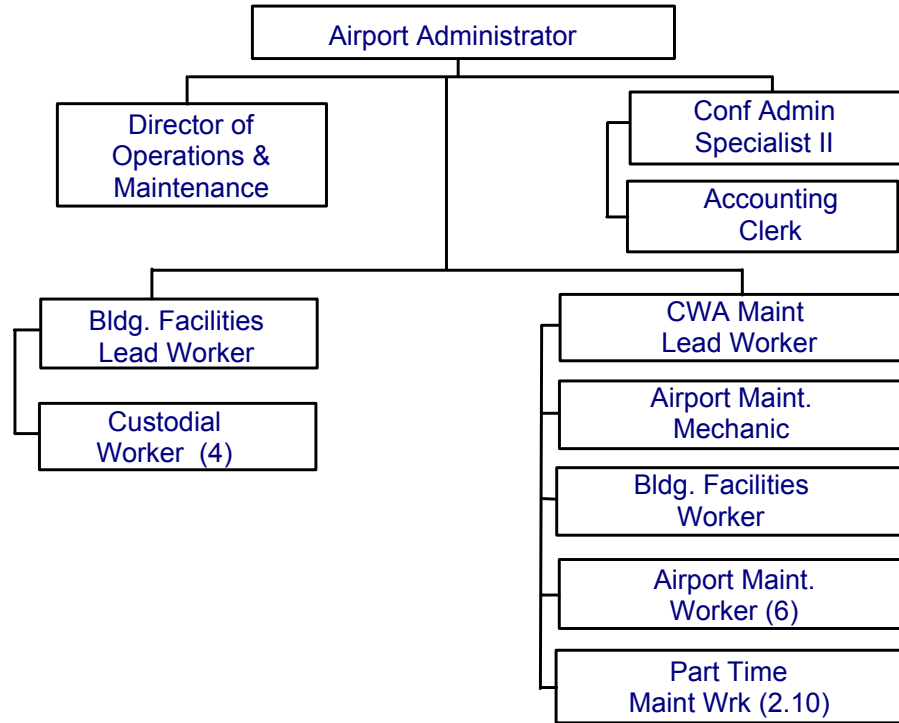 Airport Administrator
Director of
Operations &
Maintenance
Conf Admin
Specialist II
Accounting
Clerk
Bldg. Facilities
Lead Worker
Custodial
Worker (4)
CWA Maint
Lead Worker
Airport Maint.
Mechanic
Bldg. Facilities
Worker
Airport Maint.
Worker (6)
Part Time
Maint Wrk (2.10)